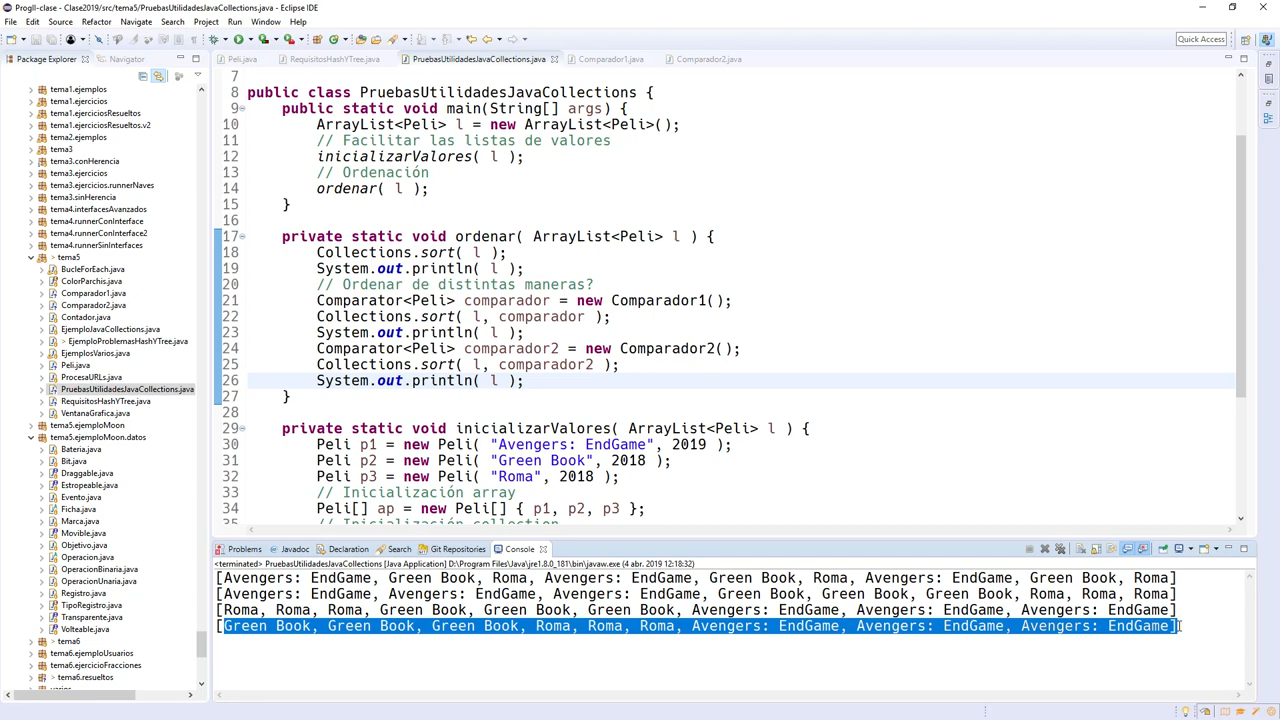 ProgII-clase - Clase2019/src/tema5/PruebasUtilidadesJavaCollections.java - Eclipse IDE
File Edit Source Refactor Navigate Search Project Run Window Help
Quick Access
Package Explorer Navigator
tema1.ejemplos
tema1.ejercicios
tema1.ejerciciosResueltos
tema1.ejerciciosResueltos.v2
tema2.ejemplos
tema3
tema3.conHerencia
tema3.ejercicios
tema3.ejercicios.runnerNaves
tema3.sinHerencia
tema4.interfacesAvanzados
tema4.runnerConInterface
tema4.runnerConInterface2
tema4.runnerSinInterfaces
> tema5
BucleForEach.java
ColorParchis.java
Comparador1.java
Comparador2.java
Contador.java
EjemploJavaCollections.java
> EjemploProblemasHashYTree.java
EjemplosVarios.java
Peli.java
ProcesaURLs.java
PruebasUtilidadesJavaCollections.java
RequisitosHashYTree.java
VentanaGrafica.java
tema5.ejemploMoon
tema5.ejemploMoon.datos
Bateria.java
Bit.java
Draggable.java
Estropeable.java
Evento.java
Ficha.java
Marca.java
Movible.java
Objetivo.java
Operacion.java
OperacionBinaria.java
OperacionUnaria.java
Registro.java
TipoRegistro.java
Transparente.java
Volteable.java
> tema6
tema6.ejemploUsuarios
tema6.ejercicioFracciones
> tema6.resueltos
varios
Peli.java RequisitosHashYTree.java PruebasUtilidadesJavaCollections.java Comparador1.java Comparador2.java
7
8 public class PruebasUtilidadesJavaCollections {
9 public static void main(String[] args) {
10 ArrayList<Peli> l = new ArrayList<Peli>();
11 // Facilitar las listas de valores
12 inicializarValores( l );
13 // Ordenación
14 ordenar( l );
15 }
16
17 private static void ordenar( ArrayList<Peli> l ) {
18 Collections.sort( l );
19 System.out.println( l );
20 // Ordenar de distintas maneras?
21 Comparator<Peli> comparador = new Comparador1();
22 Collections.sort( l, comparador );
23 System.out.println( l );
24 Comparator<Peli> comparador2 = new Comparador2();
25 Collections.sort( l, comparador2 );
26 System.out.println( l );
27 }
28
29 private static void inicializarValores( ArrayList<Peli> l ) {
30 Peli p1 = new Peli( "Avengers: EndGame", 2019 );
31 Peli p2 = new Peli( "Green Book", 2018 );
32 Peli p3 = new Peli( "Roma", 2018 );
33 // Inicialización array
34 Peli[] ap = new Peli[] { p1, p2, p3 };
35 // Inicialización collection
Problems Javadoc Declaration Search Git Repositories Console
<terminated> PruebasUtilidadesJavaCollections [Java Application] D:\Program Files\Java\jre1.8.0_181\bin\javaw.exe (4 abr. 2019 12:18:32)
[Avengers: EndGame, Green Book, Roma, Avengers: EndGame, Green Book, Roma, Avengers: EndGame, Green Book, Roma]
[Avengers: EndGame, Avengers: EndGame, Avengers: EndGame, Green Book, Green Book, Green Book, Roma, Roma, Roma]
[Roma, Roma, Roma, Green Book, Green Book, Green Book, Avengers: EndGame, Avengers: EndGame, Avengers: EndGame]
[Green Book, Green Book, Green Book, Roma, Roma, Roma, Avengers: EndGame, Avengers: EndGame, Avengers: EndGame]